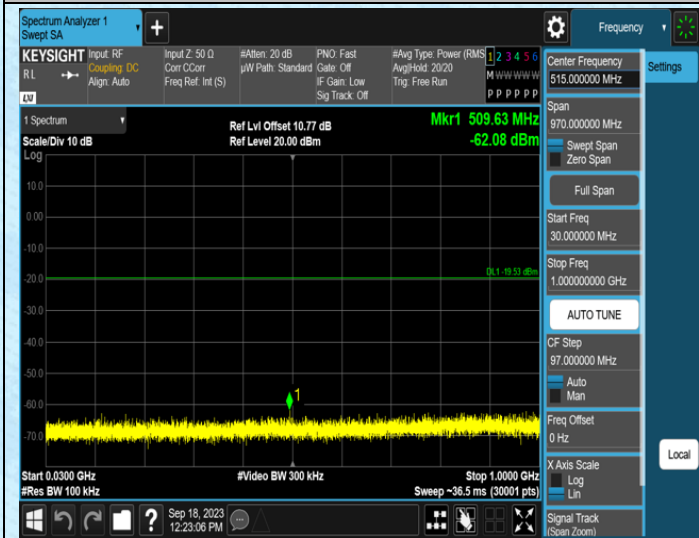 Spectrum Analyzer 1
Swept SA
+
Frequency
KEYSIGHT
RL
LXI
Input: RF
Coupling: DC
Align: Auto
Input Z: 50 Ω
Corr CCorr
Freq Ref: Int (S)
#Atten: 20 dB
µW Path: Standard
PNO: Fast
Gate: Off
IF Gain: Low
Sig Track: Off
#Avg Type: Power (RMS
Avg|Hold: 20/20
Trig: Free Run
1 2 3 4 5 6
M W W W W W
P P P P P P
1 Spectrum
Scale/Div 10 dB
Log
Ref Lvl Offset 10.77 dB
Ref Level 20.00 dBm
Mkr1 509.63 MHz
-62.08 dBm
10.0
0.00
-10.0
-20.0
-30.0
-40.0
-50.0
-60.0
-70.0
DL1 -19.53 dBm
1
Start 0.0300 GHz
#Res BW 100 kHz
#Video BW 300 kHz
Stop 1.0000 GHz
Sweep ~36.5 ms (30001 pts)
?
Sep 18, 2023
12:23:06 PM
Center Frequency
515.000000 MHz
Span
970.000000 MHz
Swept Span
Zero Span
Full Span
Start Freq
30.000000 MHz
Stop Freq
1.000000000 GHz
AUTO TUNE
CF Step
97.000000 MHz
Auto
Man
Freq Offset
0 Hz
X Axis Scale
Log
Lin
Signal Track
(Span Zoom)
Settings
Local